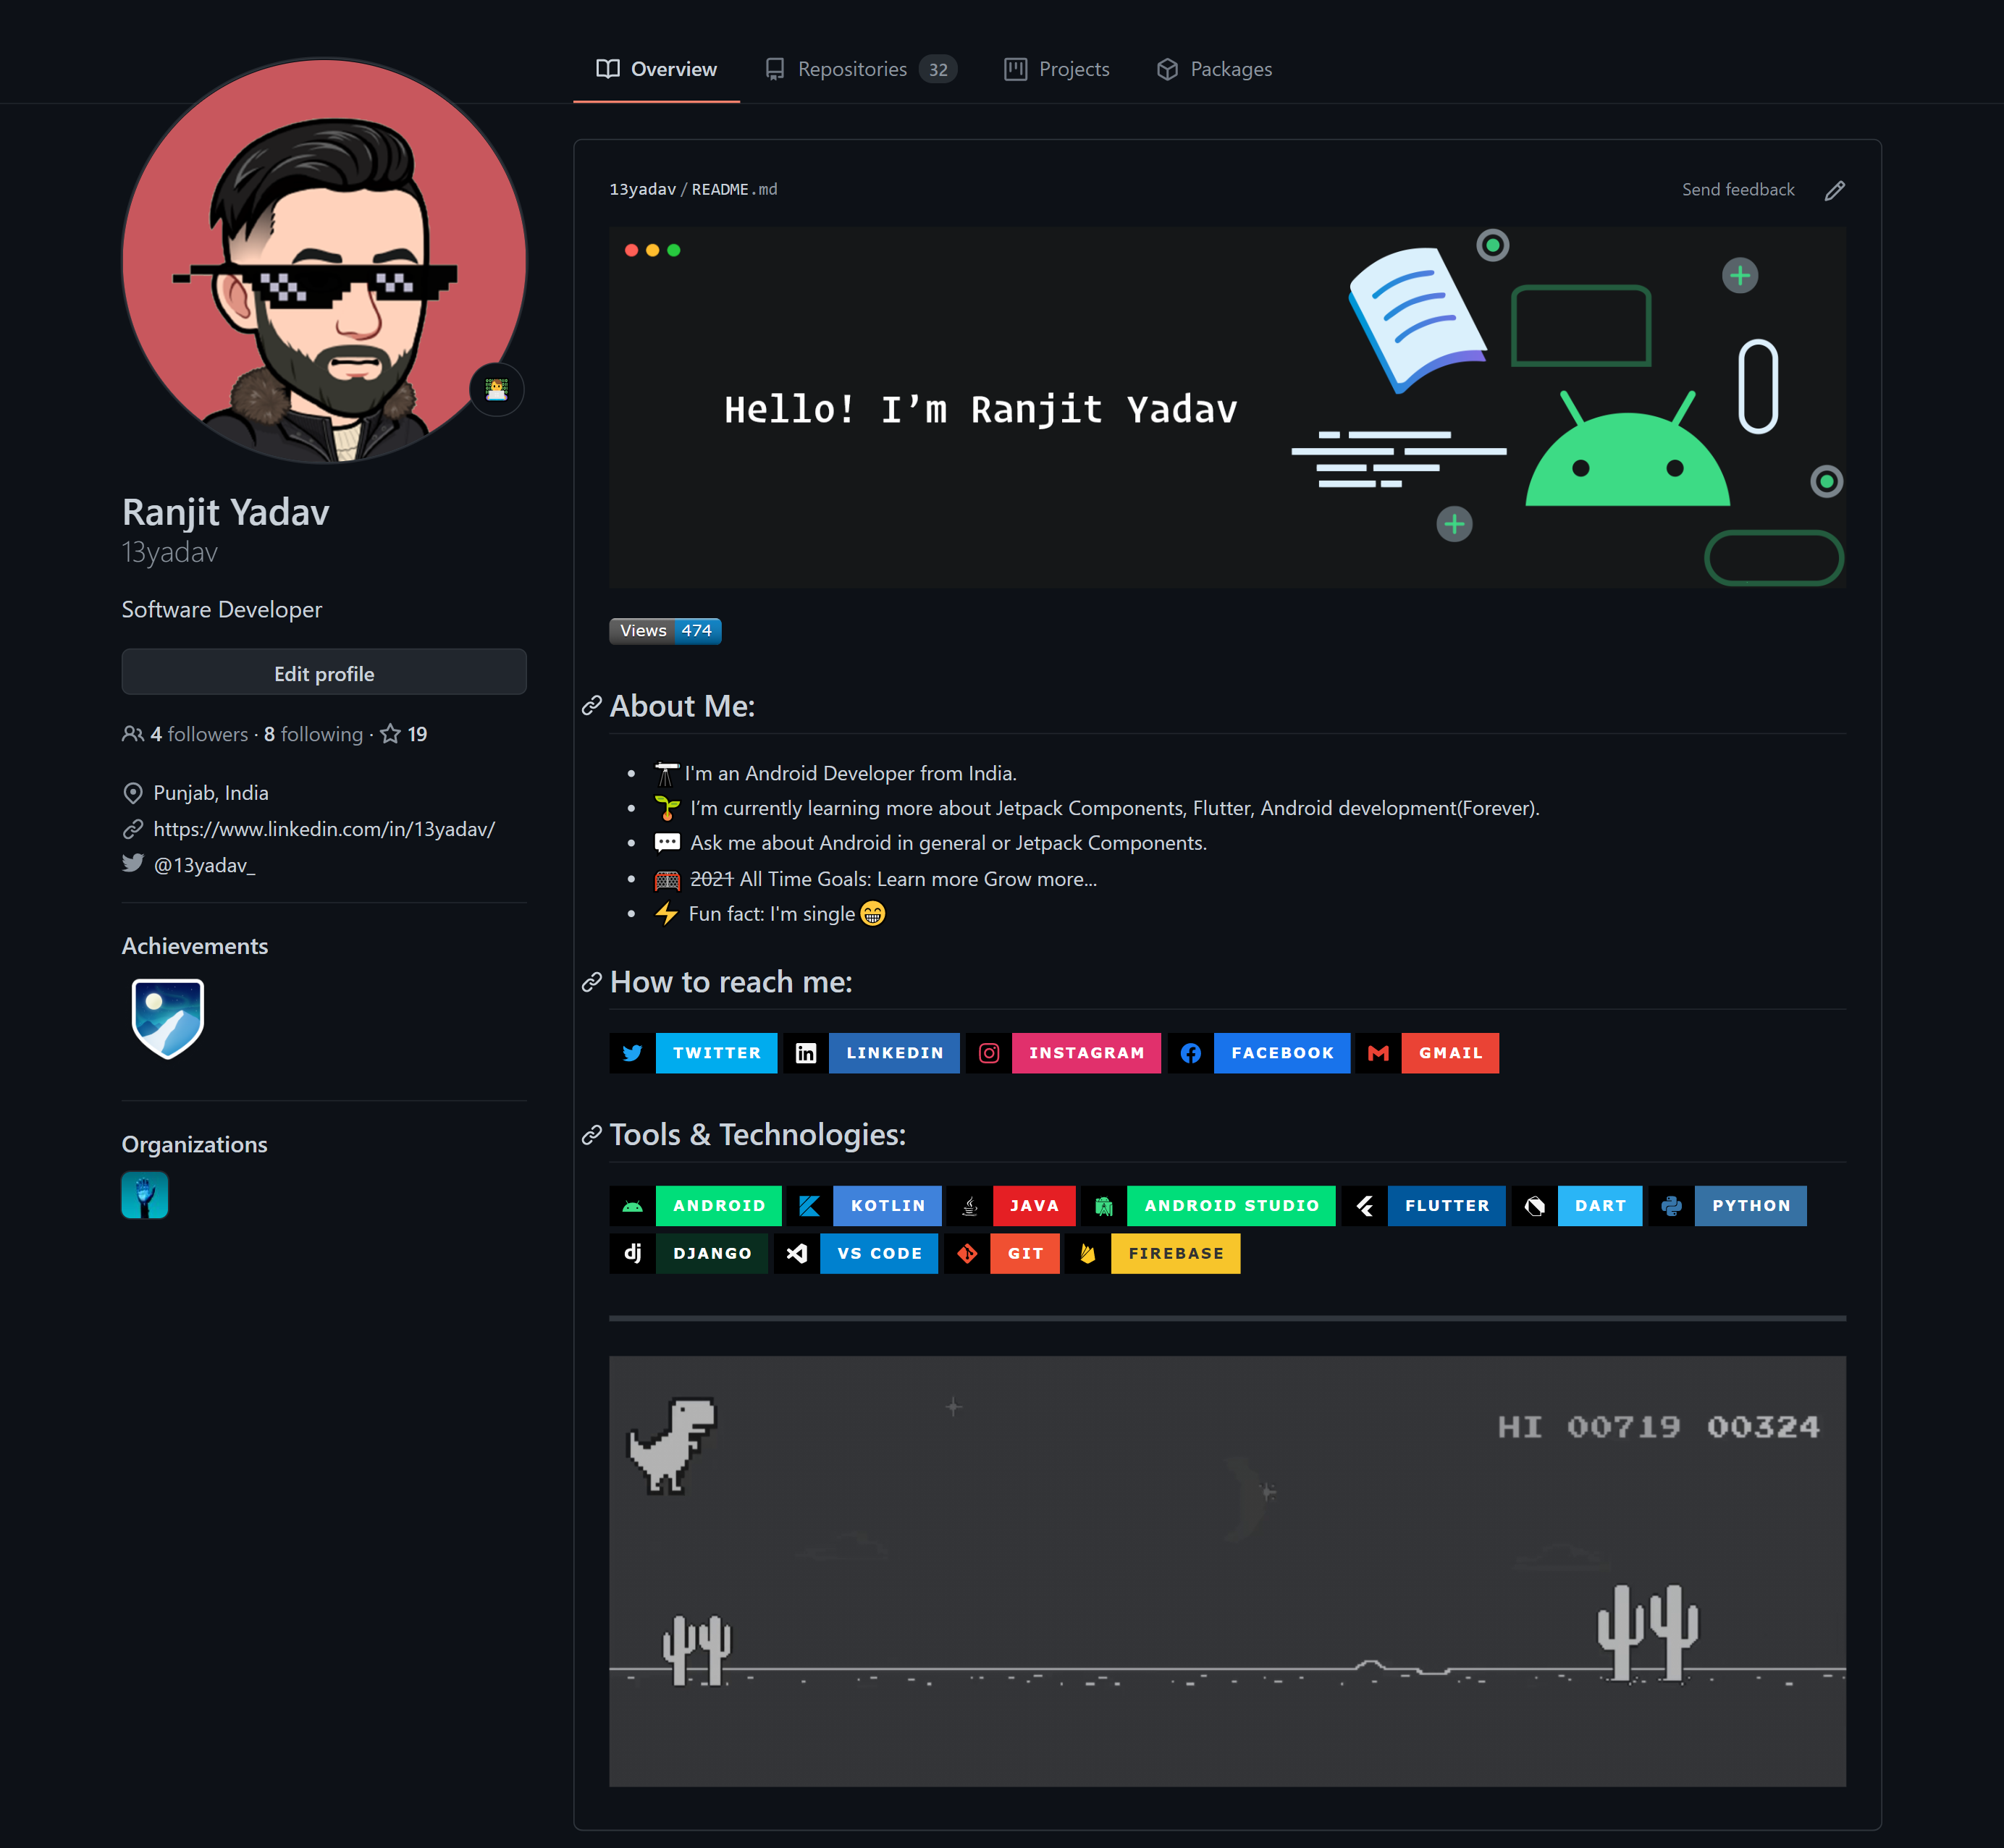 Overview Repositories 32 Projects Packages
Ranjit Yadav
13yadav
Software Developer
Edit profile
4 followers · 8 following · 19
Punjab, India
https://www.linkedin.com/in/13yadav/
@13yadav_
Achievements
Organizations
13yadav / README.md Send feedback
Hello! I’m Ranjit Yadav
Views 474
About Me:
I'm an Android Developer from India.
I’m currently learning more about Jetpack Components, Flutter, Android development(Forever).
Ask me about Android in general or Jetpack Components.
2021 All Time Goals: Learn more Grow more...
Fun fact: I'm single
How to reach me:
TWITTER in LINKEDIN INSTAGRAM FACEBOOK GMAIL
Tools & Technologies:
ANDROID KOTLIN JAVA ANDROID STUDIO FLUTTER DART PYTHON
dj DJANGO VS CODE GIT FIREBASE
HI 00719 00324